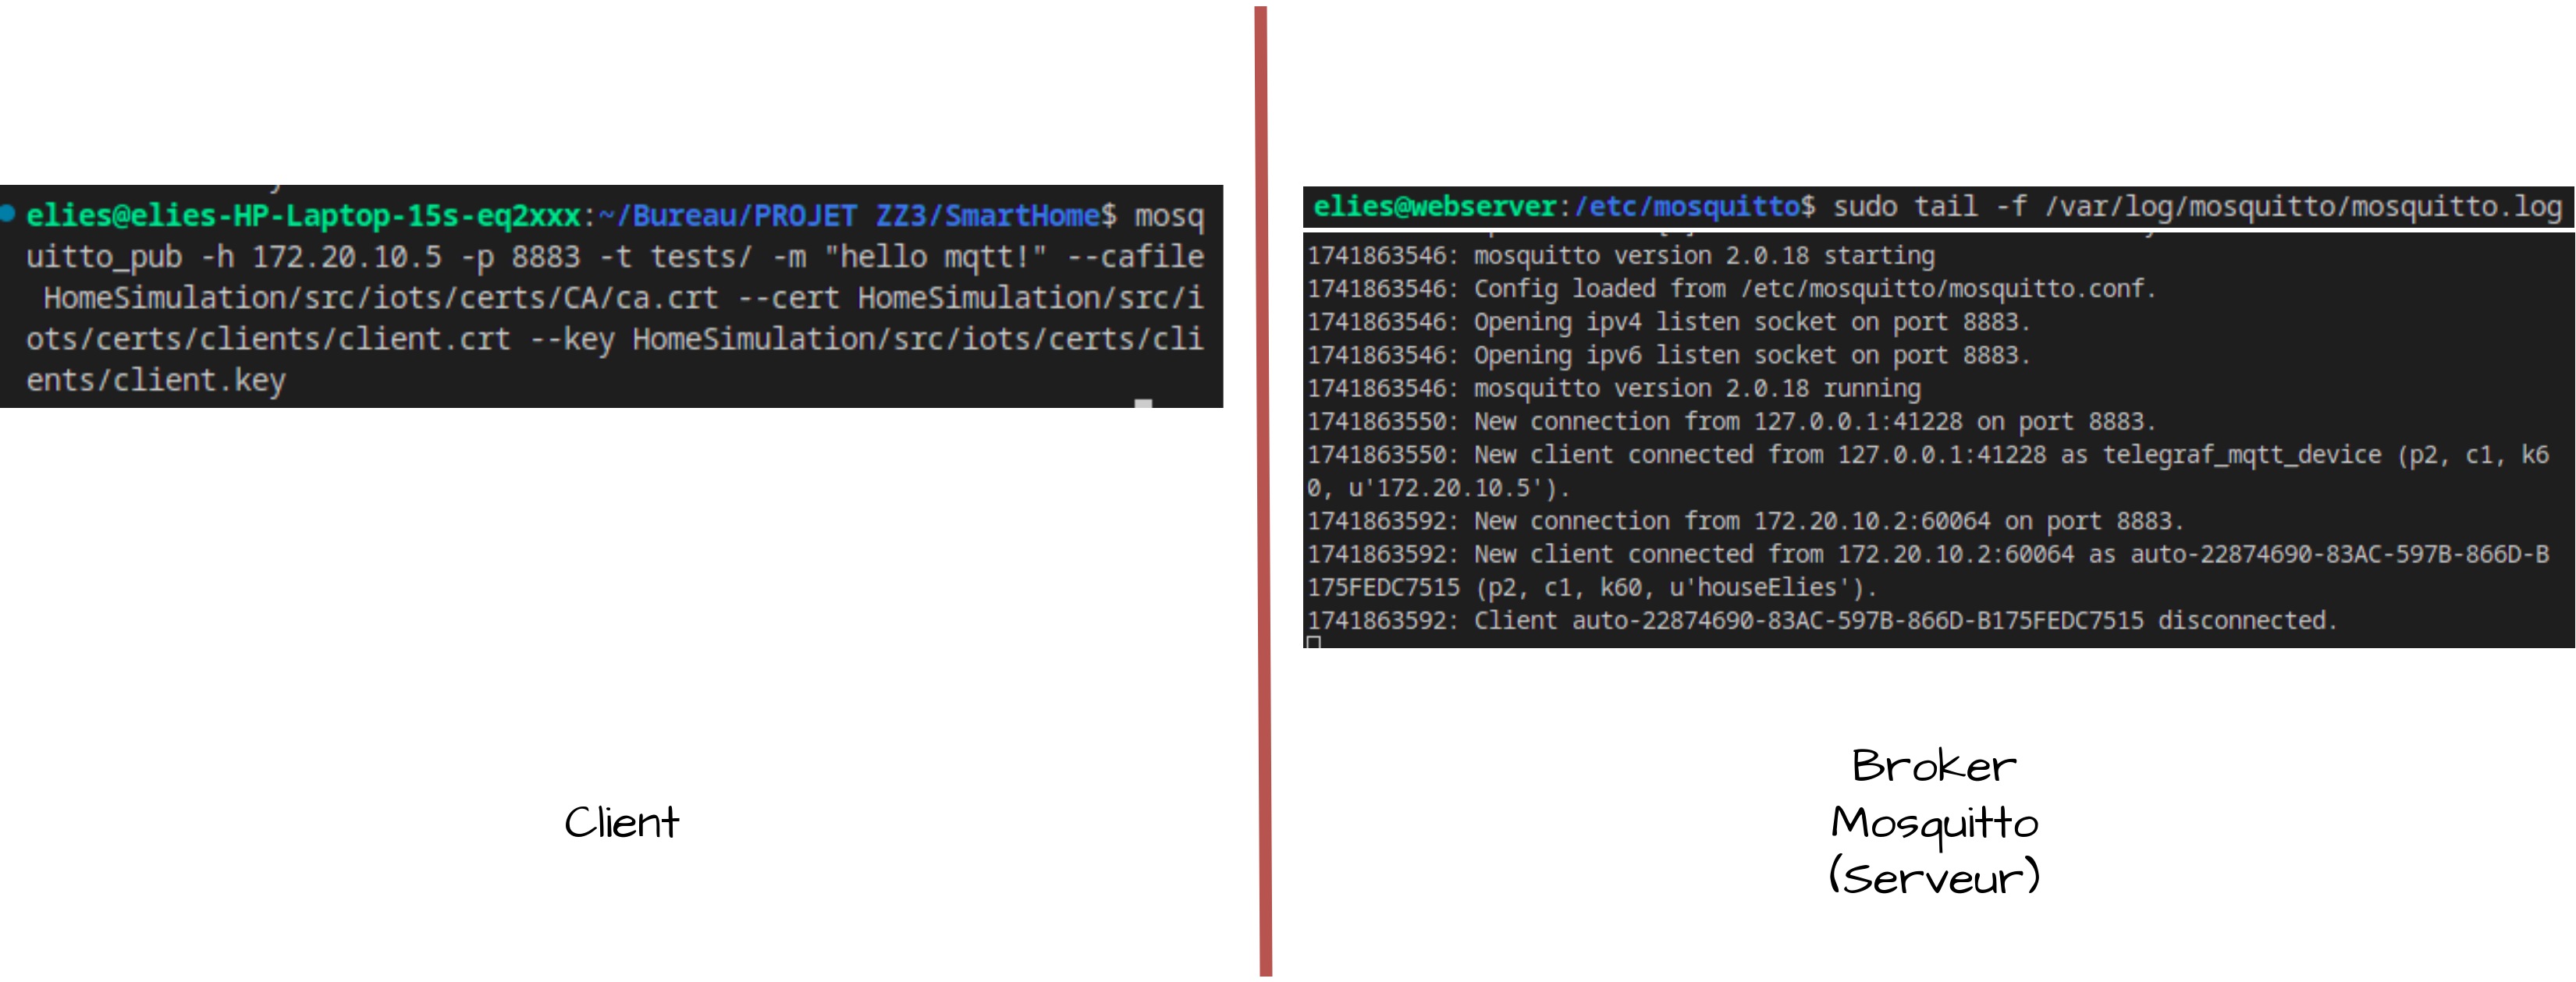 elies@elies-HP-Laptop-15s-eq2xxx:~/Bureau/PROJET ZZ3/SmartHome$ mosq
uitto_pub -h 172.20.10.5 -p 8883 -t tests/ -m "hello mqtt!" --cafile
 HomeSimulation/src/iots/certs/CA/ca.crt --cert HomeSimulation/src/i
ots/certs/clients/client.crt --key HomeSimulation/src/iots/certs/cli
ents/client.key
Client
elies@webserver:/etc/mosquitto$ sudo tail -f /var/log/mosquitto/mosquitto.log
1741863546: mosquitto version 2.0.18 starting
1741863546: Config loaded from /etc/mosquitto/mosquitto.conf.
1741863546: Opening ipv4 listen socket on port 8883.
1741863546: Opening ipv6 listen socket on port 8883.
1741863546: mosquitto version 2.0.18 running
1741863550: New connection from 127.0.0.1:41228 on port 8883.
1741863550: New client connected from 127.0.0.1:41228 as telegraf_mqtt_device (p2, c1, k6
0, u'172.20.10.5').
1741863592: New connection from 172.20.10.2:60064 on port 8883.
1741863592: New client connected from 172.20.10.2:60064 as auto-22874690-83AC-597B-866D-B
175FEDC7515 (p2, c1, k60, u'houseElies').
1741863592: Client auto-22874690-83AC-597B-866D-B175FEDC7515 disconnected.
Broker
Mosquitto
(Serveur)